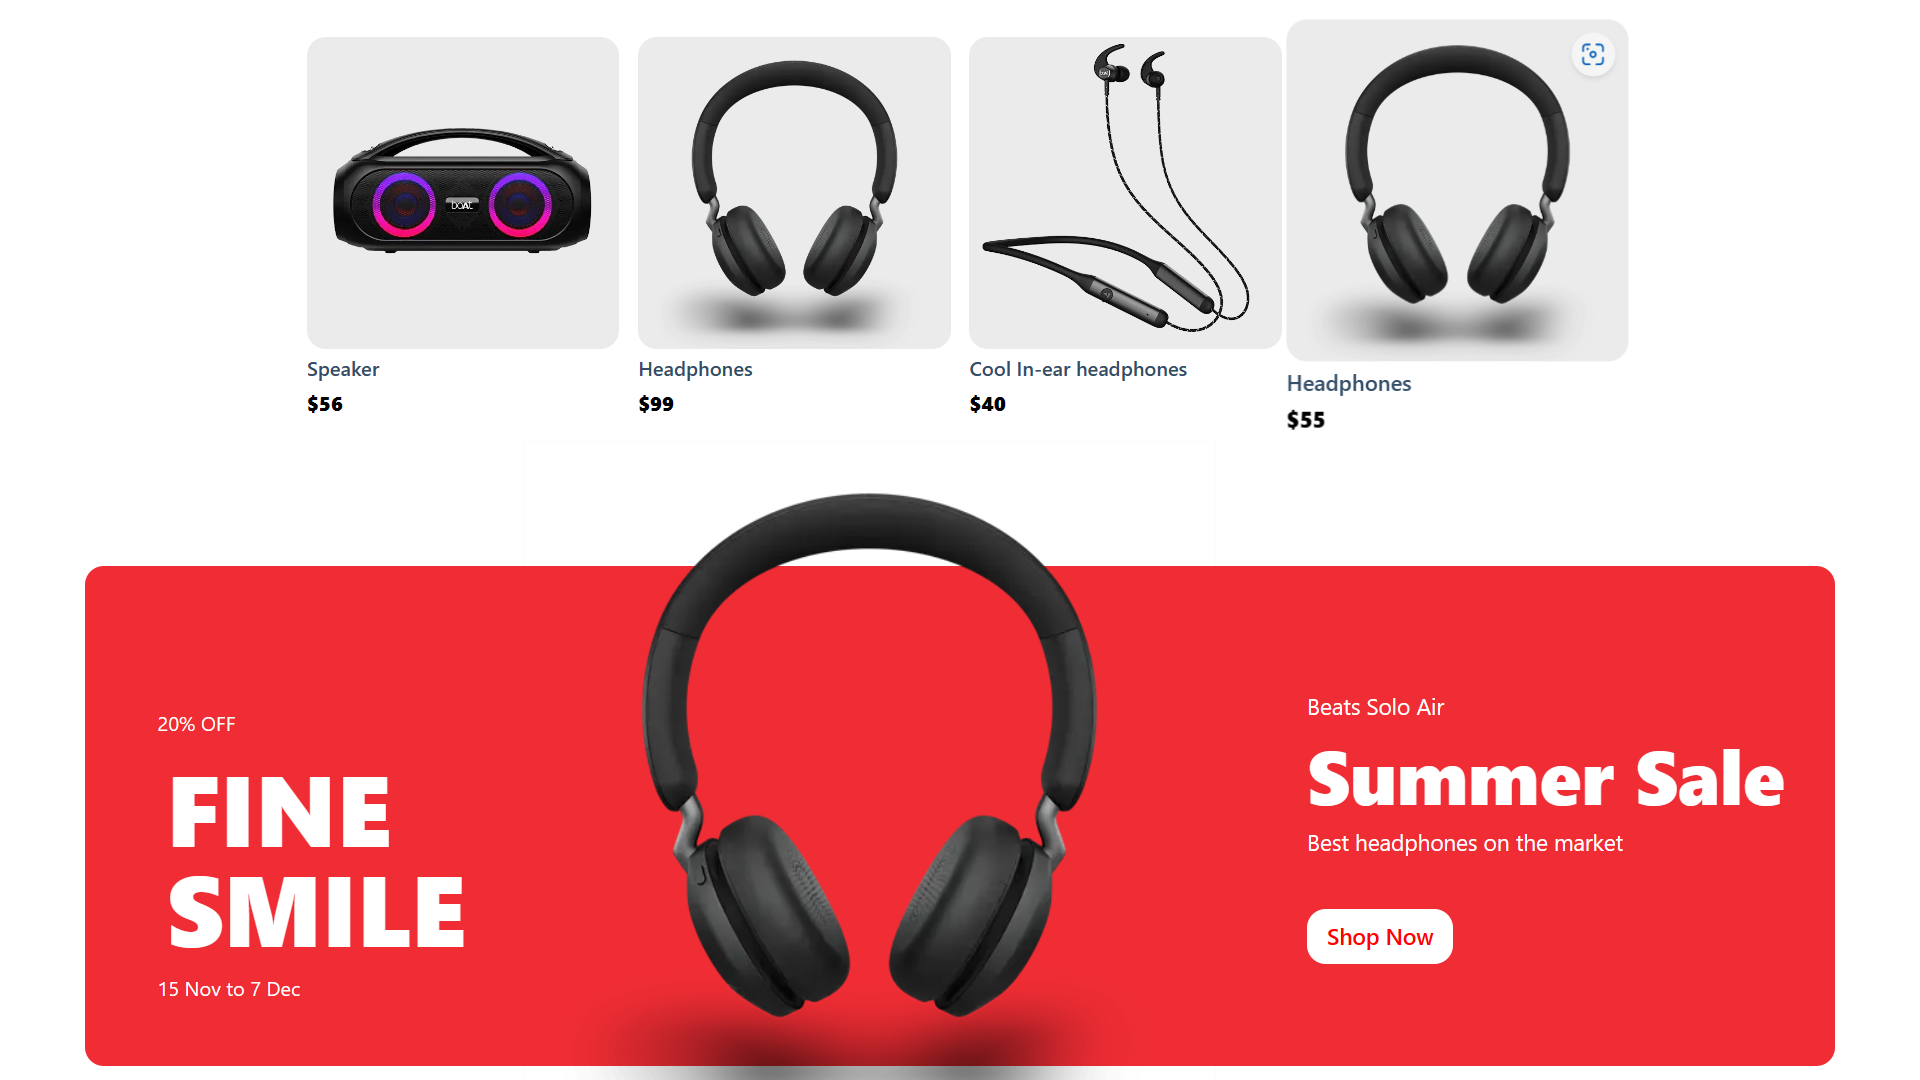 boAt
Speaker
$56
Headphones
$99
Cool In-ear headphones
$40
Headphones
$55
20% OFF
FINE
SMILE
15 Nov to 7 Dec
Beats Solo Air
Summer Sale
Best headphones on the market
Shop Now